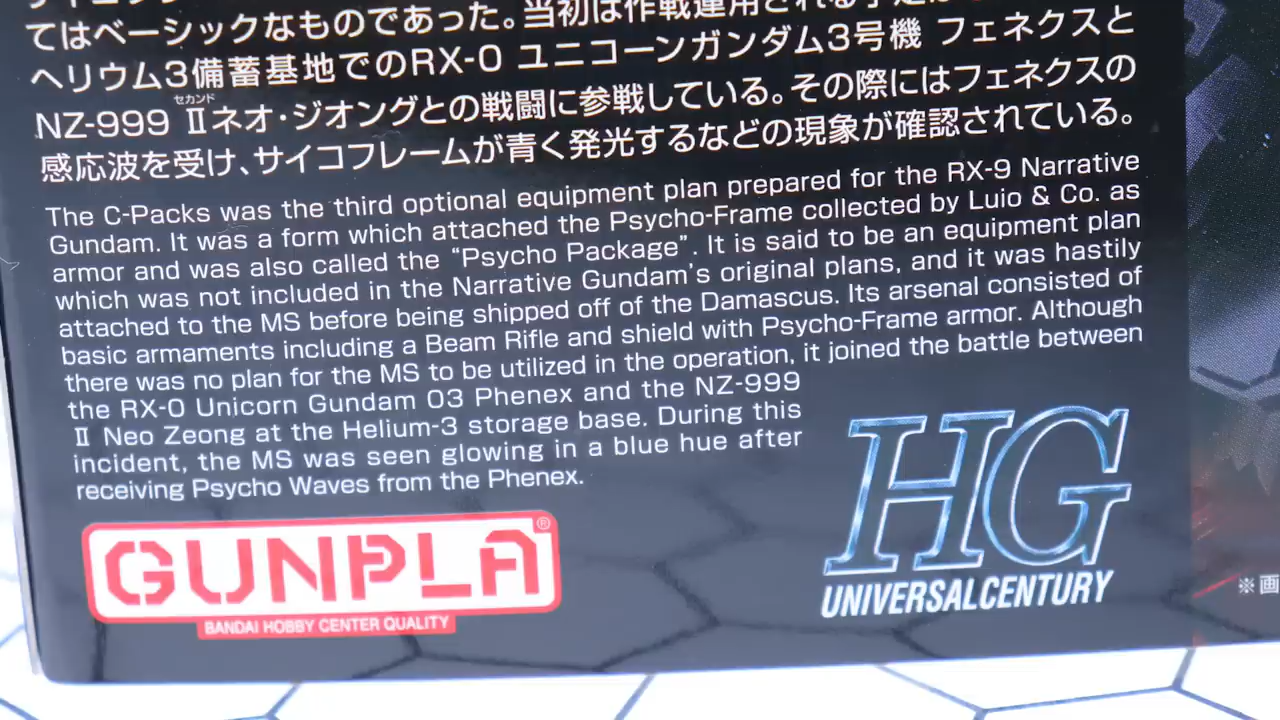 てはベーシックなものであった。当初は作戦運用される予定は
ヘリウム3備蓄基地でのRX-0 ユニコーンガンダム3号機 フェネクスと
セカンド
NZ-999 Ⅱネオ・ジオングとの戦闘に参戦している。その際にはフェネクスの
感応波を受け、サイコフレームが青く発光するなどの現象が確認されている。
The C-Packs was the third optional equipment plan prepared for the RX-9 Narrative
Gundam. It was a form which attached the Psycho-Frame collected by Luio & Co. as
armor and was also called the “Psycho Package”. It is said to be an equipment plan
which was not included in the Narrative Gundam's original plans, and it was hastily
attached to the MS before being shipped off of the Damascus. Its arsenal consisted of
basic armaments including a Beam Rifle and shield with Psycho-Frame armor. Although
there was no plan for the MS to be utilized in the operation, it joined the battle between
the RX-0 Unicorn Gundam 03 Phenex and the NZ-999
Ⅱ Neo Zeong at the Helium-3 storage base. During this
incident, the MS was seen glowing in a blue hue after
receiving Psycho Waves from the Phenex.
GUNPLA®
BANDAI HOBBY CENTER QUALITY
HG
UNIVERSAL CENTURY
※画